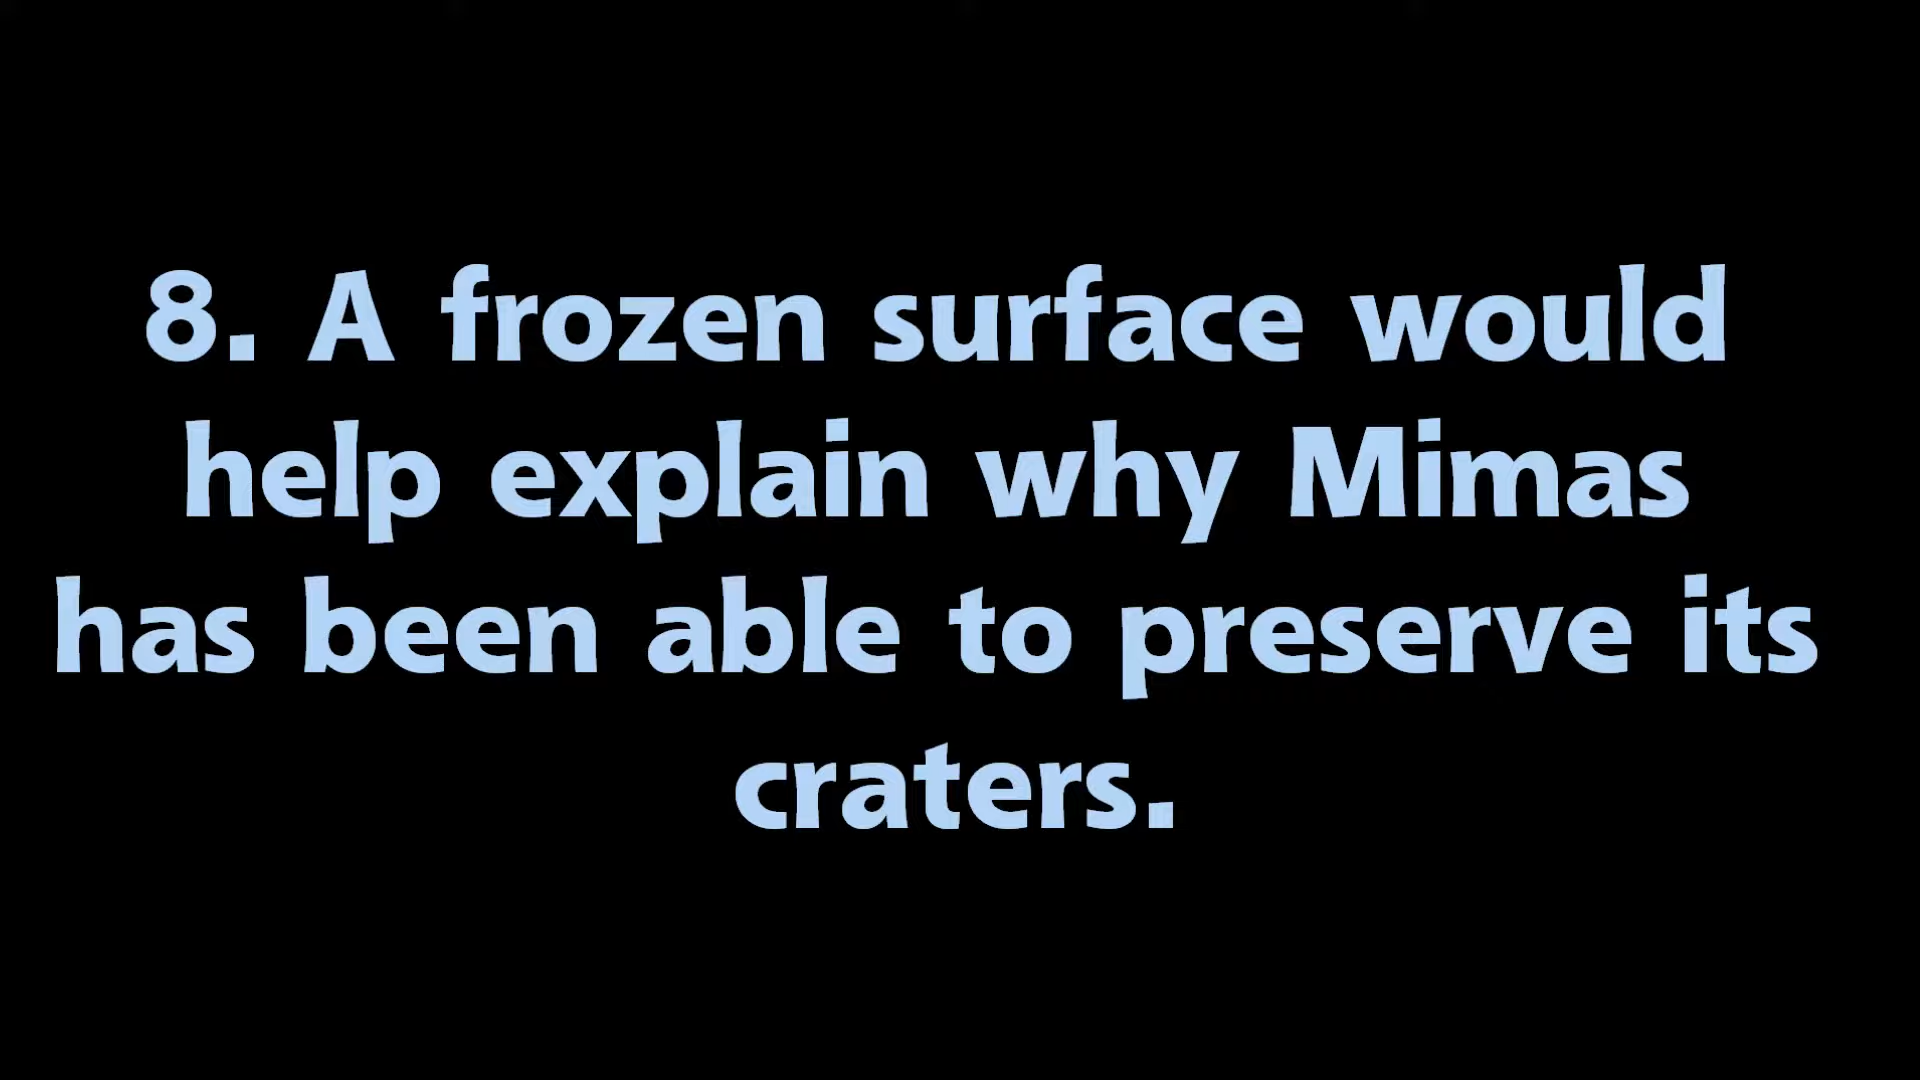 8. A frozen surface would
help explain why Mimas
has been able to preserve its
craters.